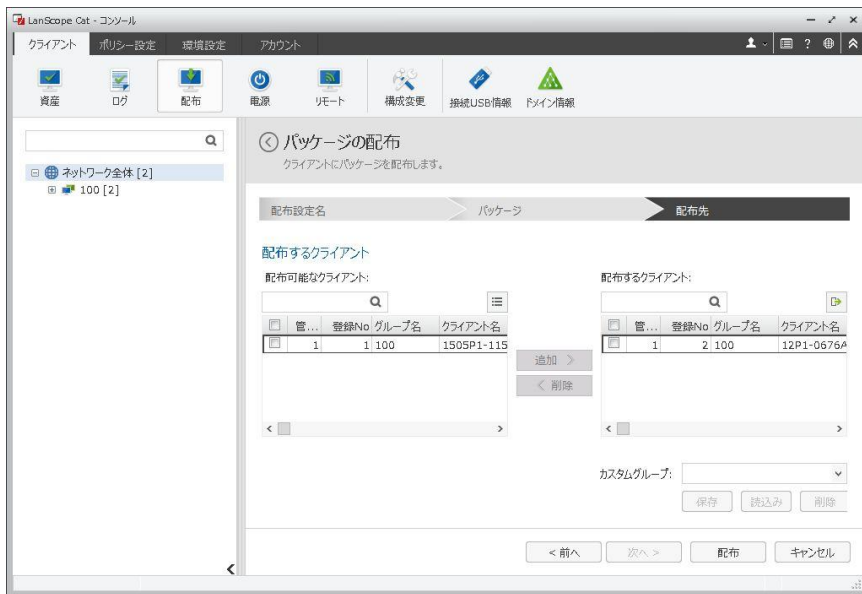 LanScope Cat - コンソール
クライアント ポリシー設定 環境設定 アカウント ?
資産 ログ 配布 電源 リモート 構成変更 接続USB情報 ドメイン情報
パッケージの配布
クライアントにパッケージを配布します。
ネットワーク全体 [2]
100 [2]
配布設定名 パッケージ 配布先
配布するクライアント
配布可能なクライアント: 配布するクライアント:
管... 登録No グループ名 クライアント名 管... 登録No グループ名 クライアント名
1 1 100 1505P1-115 1 2 100 12P1-0676A
追加 >
< 削除
カスタムグループ:
保存 読込み 削除
< 前へ 次へ > 配布 キャンセル